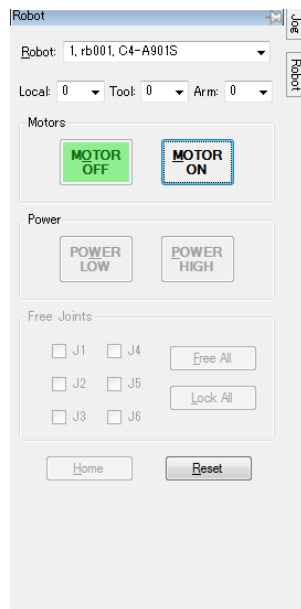 Robot
Jog
Robot
Robot: 1, rb001, C4-A901S
Local: 0 Tool: 0 Arm: 0
Motors
MOTOR OFF
MOTOR ON
Power
POWER LOW
POWER HIGH
Free Joints
J1 J4 Free All
J2 J5 Lock All
J3 J6
Home Reset